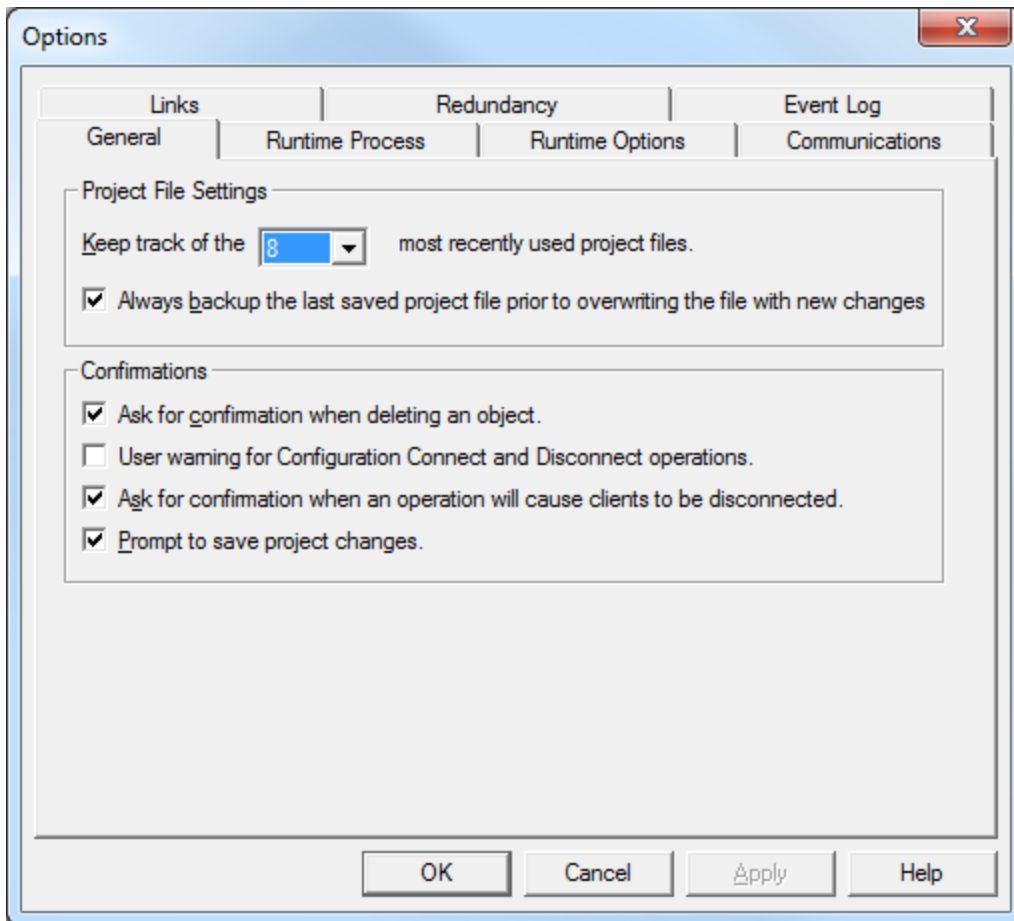 Options
Links Redundancy Event Log
General Runtime Process Runtime Options Communications
Project File Settings
Keep track of the 8 most recently used project files.
Always backup the last saved project file prior to overwriting the file with new changes
Confirmations
Ask for confirmation when deleting an object.
User warning for Configuration Connect and Disconnect operations.
Ask for confirmation when an operation will cause clients to be disconnected.
Prompt to save project changes.
OK Cancel Apply Help